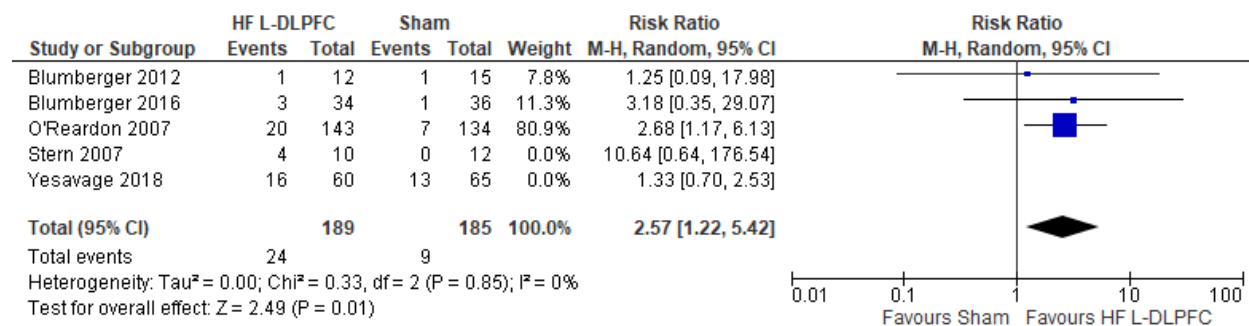 HF L-DLPFC Sham Risk Ratio Risk Ratio
Study or Subgroup Events Total Events Total Weight M-H, Random, 95% CI M-H, Random, 95% CI
Blumberger 2012 1 12 1 15 7.8% 1.25 [0.09, 17.98]
Blumberger 2016 3 34 1 36 11.3% 3.18 [0.35, 29.07]
O'Reardon 2007 20 143 7 134 80.9% 2.68 [1.17, 6.13]
Stern 2007 4 10 0 12 0.0% 10.64 [0.64, 176.54]
Yesavage 2018 16 60 13 65 0.0% 1.33 [0.70, 2.53]
Total (95% CI) 189 185 100.0% 2.57 [1.22, 5.42]
Total events 24 9
Heterogeneity: Tau² = 0.00; Chi² = 0.33, df = 2 (P = 0.85); I² = 0%
Test for overall effect: Z = 2.49 (P = 0.01)
0.01 0.1 1 10 100
Favours Sham Favours HF L-DLPFC